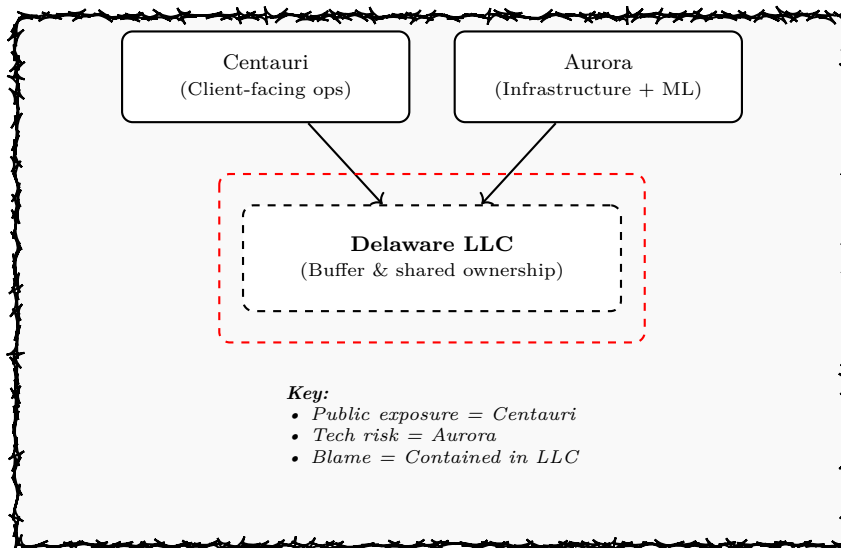 Centauri
(Client-facing ops)
Aurora
(Infrastructure + ML)
Delaware LLC
(Buffer & shared ownership)
Key:
• Public exposure = Centauri
• Tech risk = Aurora
• Blame = Contained in LLC